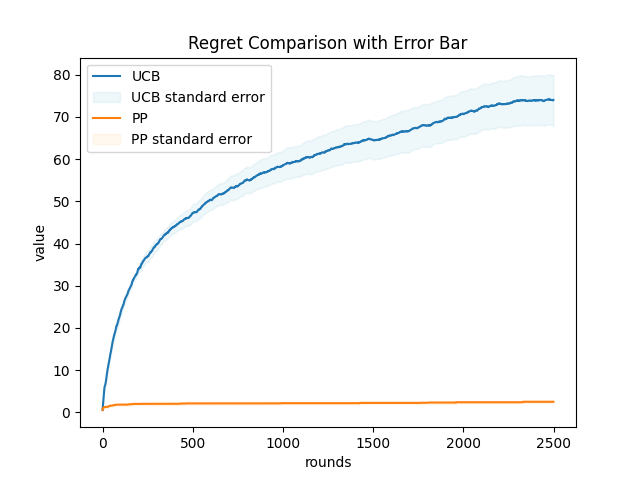 Regret Comparison with Error Bar
UCB
UCB standard error
PP
PP standard error
value
80
70
60
50
40
30
20
10
0
0 500 1000 1500 2000 2500
rounds